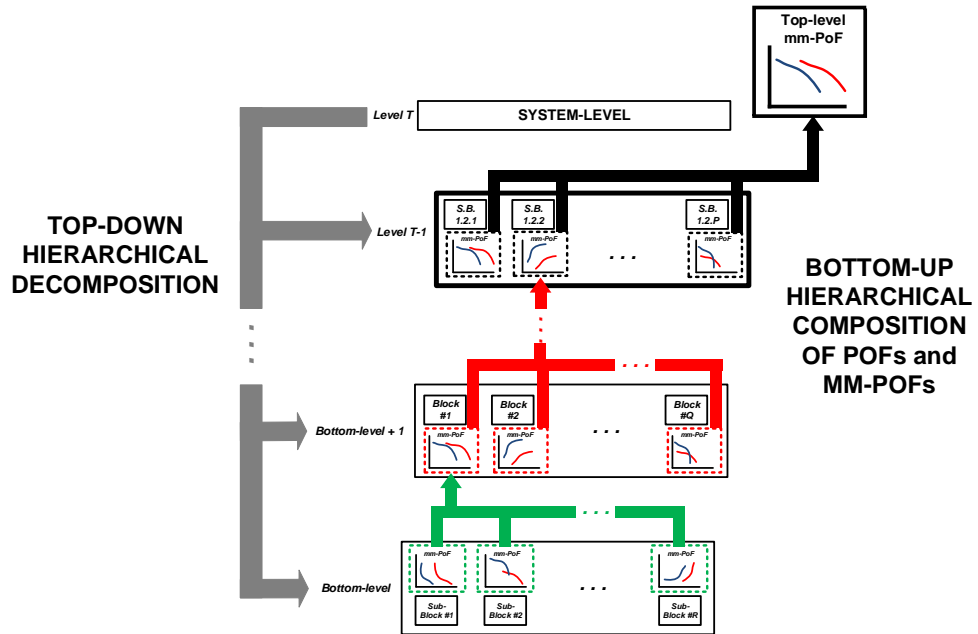 Top-level
mm-PoF
Level T
SYSTEM-LEVEL
TOP-DOWN
HIERARCHICAL
DECOMPOSITION
Level T-1
S.B.
1.2.1
S.B.
1.2.2
S.B.
1.2.P
mm-PoF
mm-PoF
mm-PoF
. . .
BOTTOM-UP
HIERARCHICAL
COMPOSITION
OF POFs and
MM-POFs
. . .
Bottom-level + 1
Block
#1
Block
#2
Block
#Q
mm-PoF
mm-PoF
mm-PoF
. . .
. . .
Bottom-level
mm-PoF
mm-PoF
mm-PoF
. . .
Sub-
Block #1
Sub-
Block #2
Sub-
Block #R